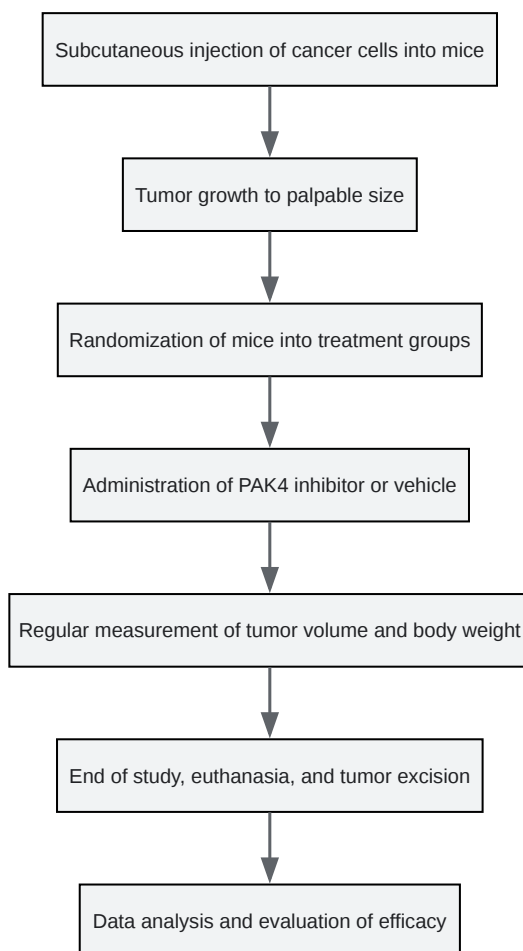 Subcutaneous injection of cancer cells into mice
Tumor growth to palpable size
Randomization of mice into treatment groups
Administration of PAK4 inhibitor or vehicle
Regular measurement of tumor volume and body weight
End of study, euthanasia, and tumor excision
Data analysis and evaluation of efficacy